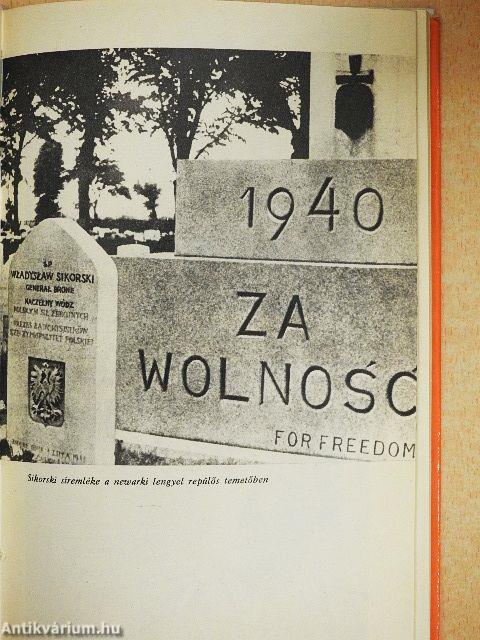 Ś.P.
WŁADYSŁAW SIKORSKI
GENERAŁ BRONI
NACZELNY WÓDZ
1940
ZA
WOLNOŚĆ
FOR FREEDOM
Sikorski síremléke a newarki lengyel repülős temetőben
Antikvárium.hu